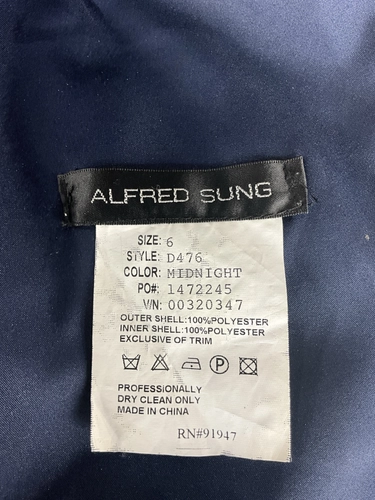 ALFRED SUNG
SIZE: 6
STYLE: D476
COLOR: MIDNIGHT
PO#: 1472245
V/N: 00320347
OUTER SHELL:100%POLYESTER
INNER SHELL:100%POLYESTER
EXCLUSIVE OF TRIM
PROFESSIONALLY
DRY CLEAN ONLY
MADE IN CHINA
RN#91947